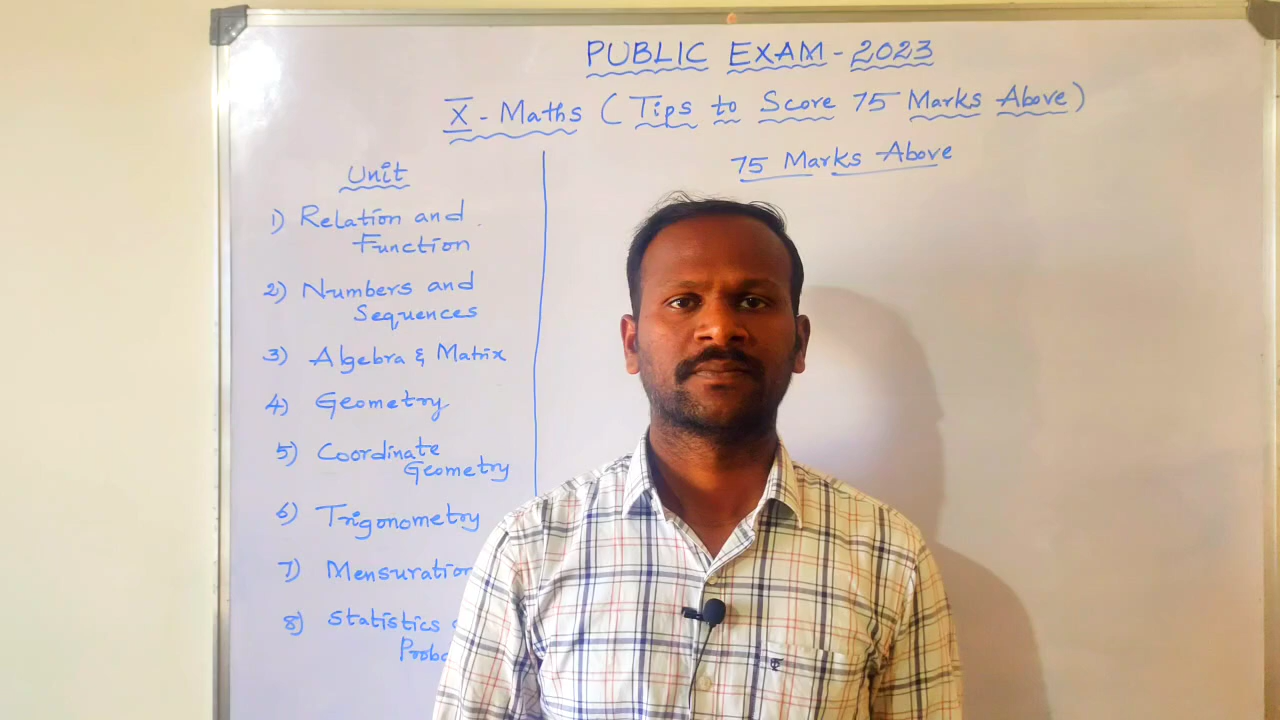 PUBLIC EXAM - 2023
X - Maths (Tips to Score 75 Marks Above)
75 Marks Above
Unit
1) Relation and
Function
2) Numbers and
Sequences
3) Algebra & Matrix
4) Geometry
5) Coordinate
Geometry
6) Trigonometry
7) Mensuration
8) Statistics